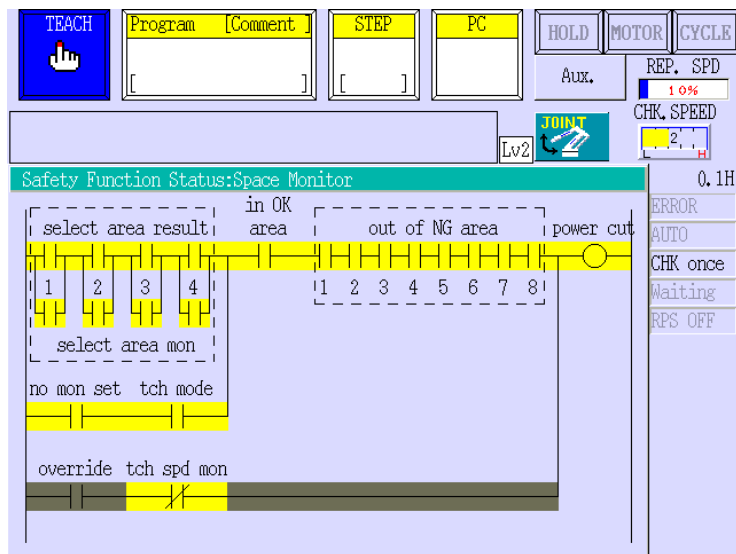 TEACH
Program [Comment ]
[ ]
STEP
[ ]
PC
HOLD MOTOR CYCLE
Aux.
REP. SPD
10%
CHK.SPEED
2
L H
JOINT
Lv2
Safety Function Status:Space Monitor
0.1H
ERROR
AUTO
CHK once
Waiting
RPS OFF
in OK
select area result area out of NG area power cut
1 2 3 4 1 2 3 4 5 6 7 8
select area mon
no mon set tch mode
override tch spd mon